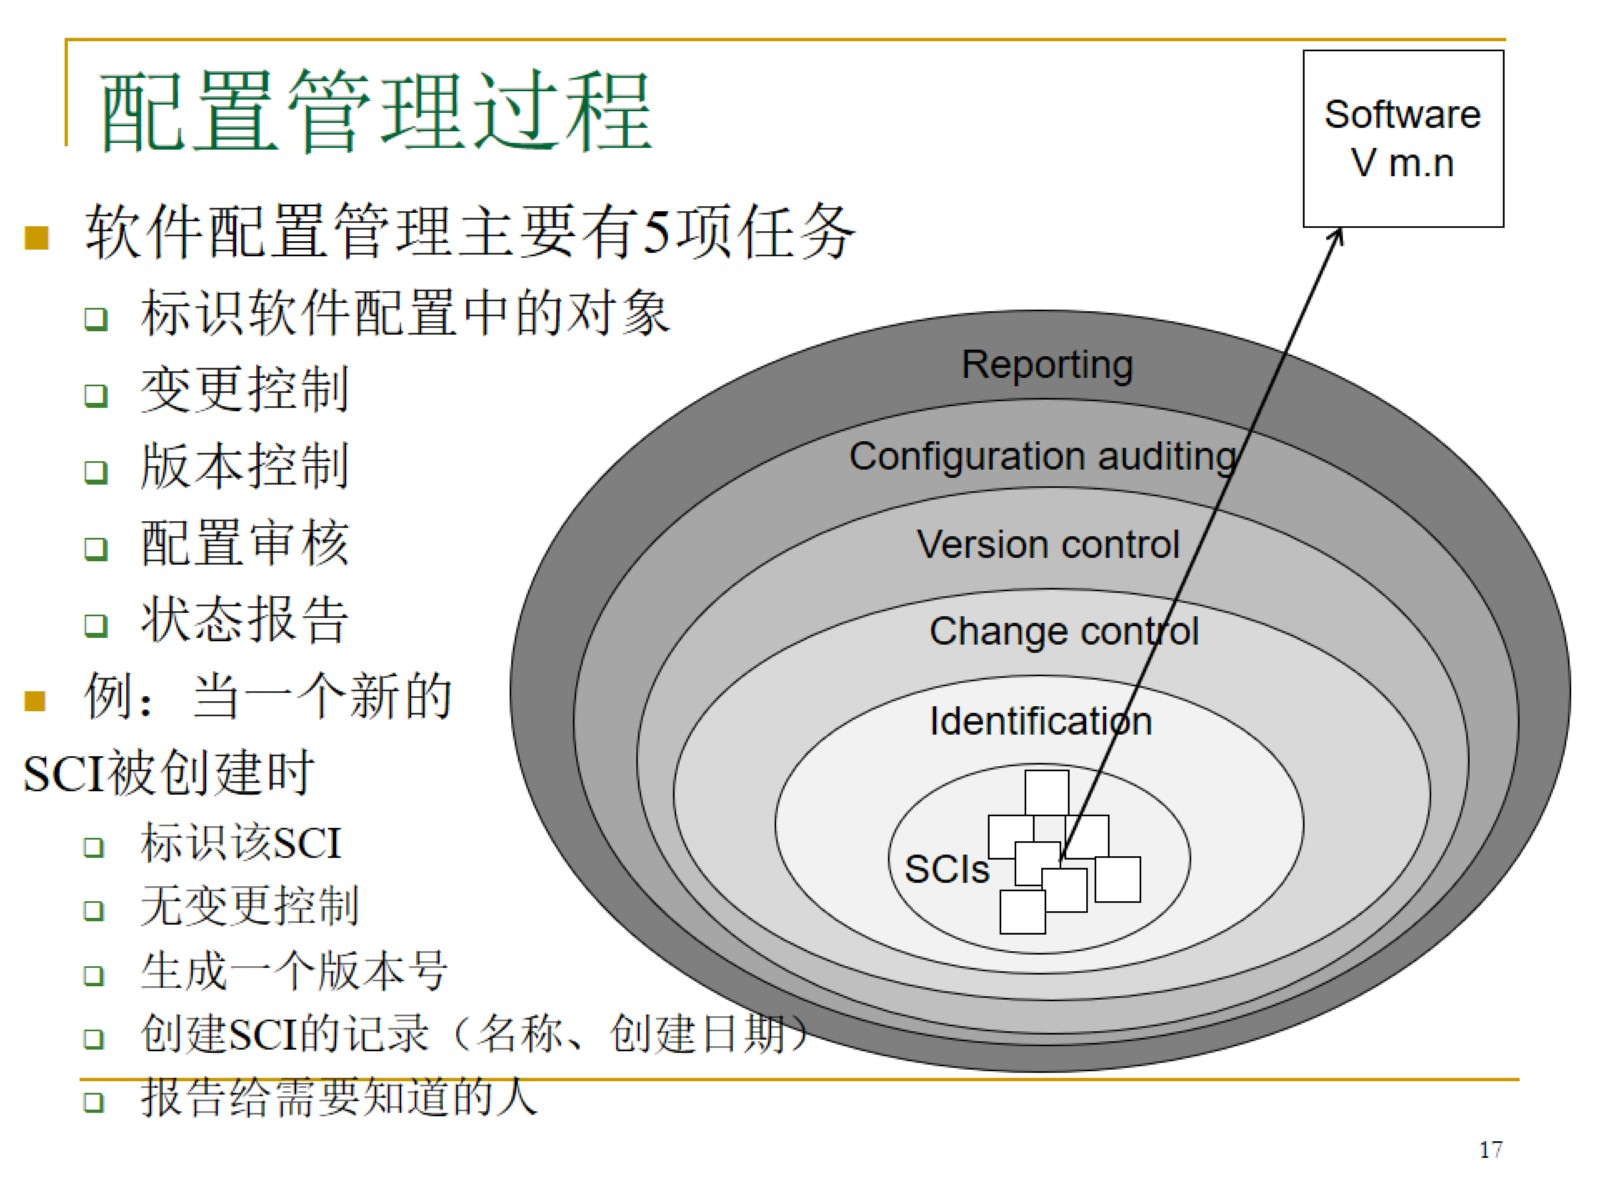 配置管理过程
Software
V m.n
软件配置管理主要有5项任务
标识软件配置中的对象
变更控制
版本控制
配置审核
状态报告
例：当一个新的
SCI被创建时
标识该SCI
无变更控制
生成一个版本号
创建SCI的记录（名称、创建日期）
报告给需要知道的人
Reporting
Configuration auditing
Version control
Change control
Identification
SCIs
17